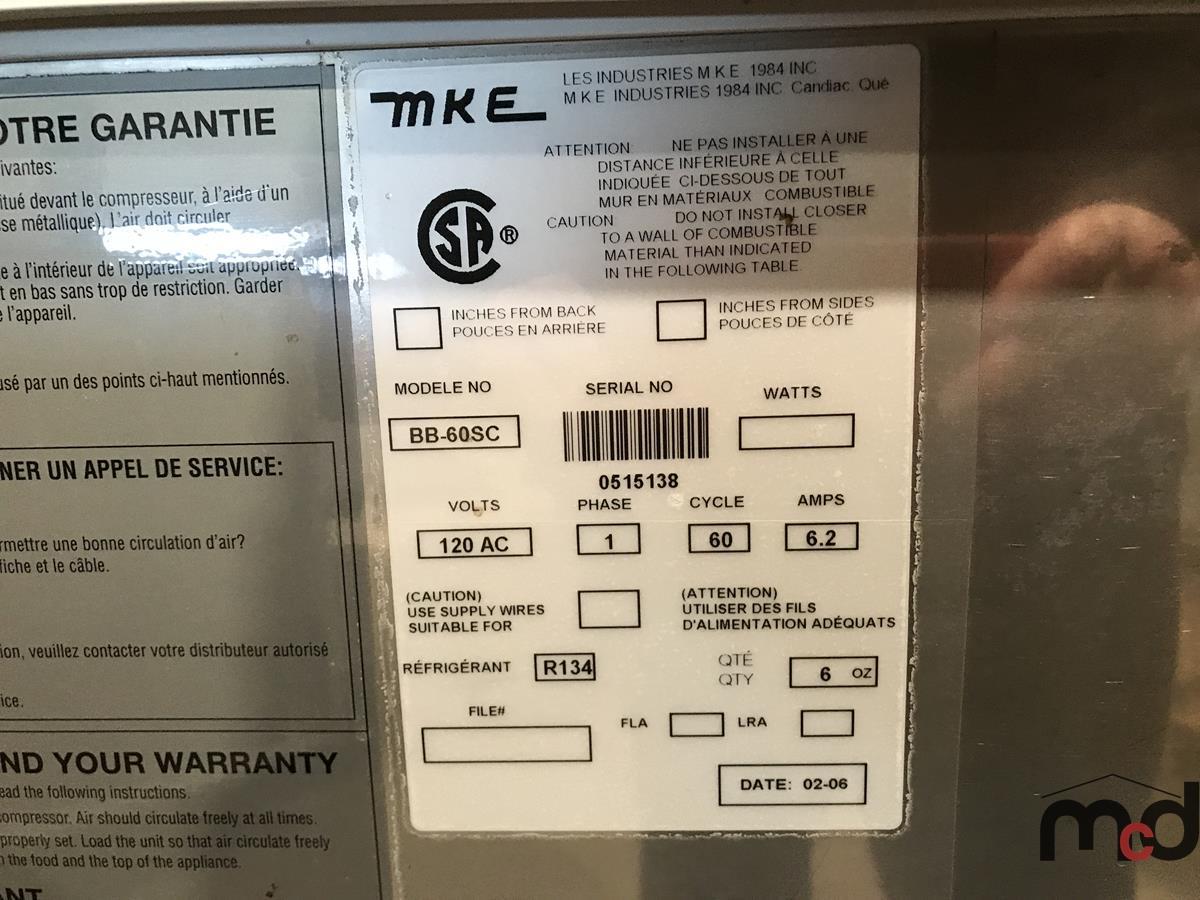 OTRE GARANTIE
ivantes:
itué devant le compresseur, à l'aide d'un
se métallique). L'air doit circuler
e à l'intérieur de l'appareil soit appropriée.
t en bas sans trop de restriction. Garder
e l'appareil.
usé par un des points ci-haut mentionnés.
NER UN APPEL DE SERVICE:
rmettre une bonne circulation d'air?
fiche et le câble.
ion, veuillez contacter votre distributeur autorisé
ice.
ND YOUR WARRANTY
ead the following instructions.
compressor. Air should circulate freely at all times.
properly set. Load the unit so that air circulate freely
n the food and the top of the appliance.
ANT
MKE
LES INDUSTRIES M K E 1984 INC
M K E INDUSTRIES 1984 INC. Candiac. Qué
ATTENTION: NE PAS INSTALLER À UNE
DISTANCE INFÉRIEURE À CELLE
INDIQUÉE CI-DESSOUS DE TOUT
MUR EN MATÉRIAUX COMBUSTIBLE
CAUTION DO NOT INSTALL CLOSER
TO A WALL OF COMBUSTIBLE
MATERIAL THAN INDICATED
IN THE FOLLOWING TABLE.
CSA ®
INCHES FROM BACK
POUCES EN ARRIÈRE
INCHES FROM SIDES
POUCES DE CÔTÉ
MODELE NO SERIAL NO WATTS
BB-60SC
0515138
VOLTS PHASE CYCLE AMPS
120 AC 1 60 6.2
(CAUTION)
USE SUPPLY WIRES
SUITABLE FOR
(ATTENTION)
UTILISER DES FILS
D'ALIMENTATION ADÉQUATS
RÉFRIGÉRANT R134
QTÉ
QTY
6 OZ
FILE#
FLA LRA
DATE: 02-06
mcd